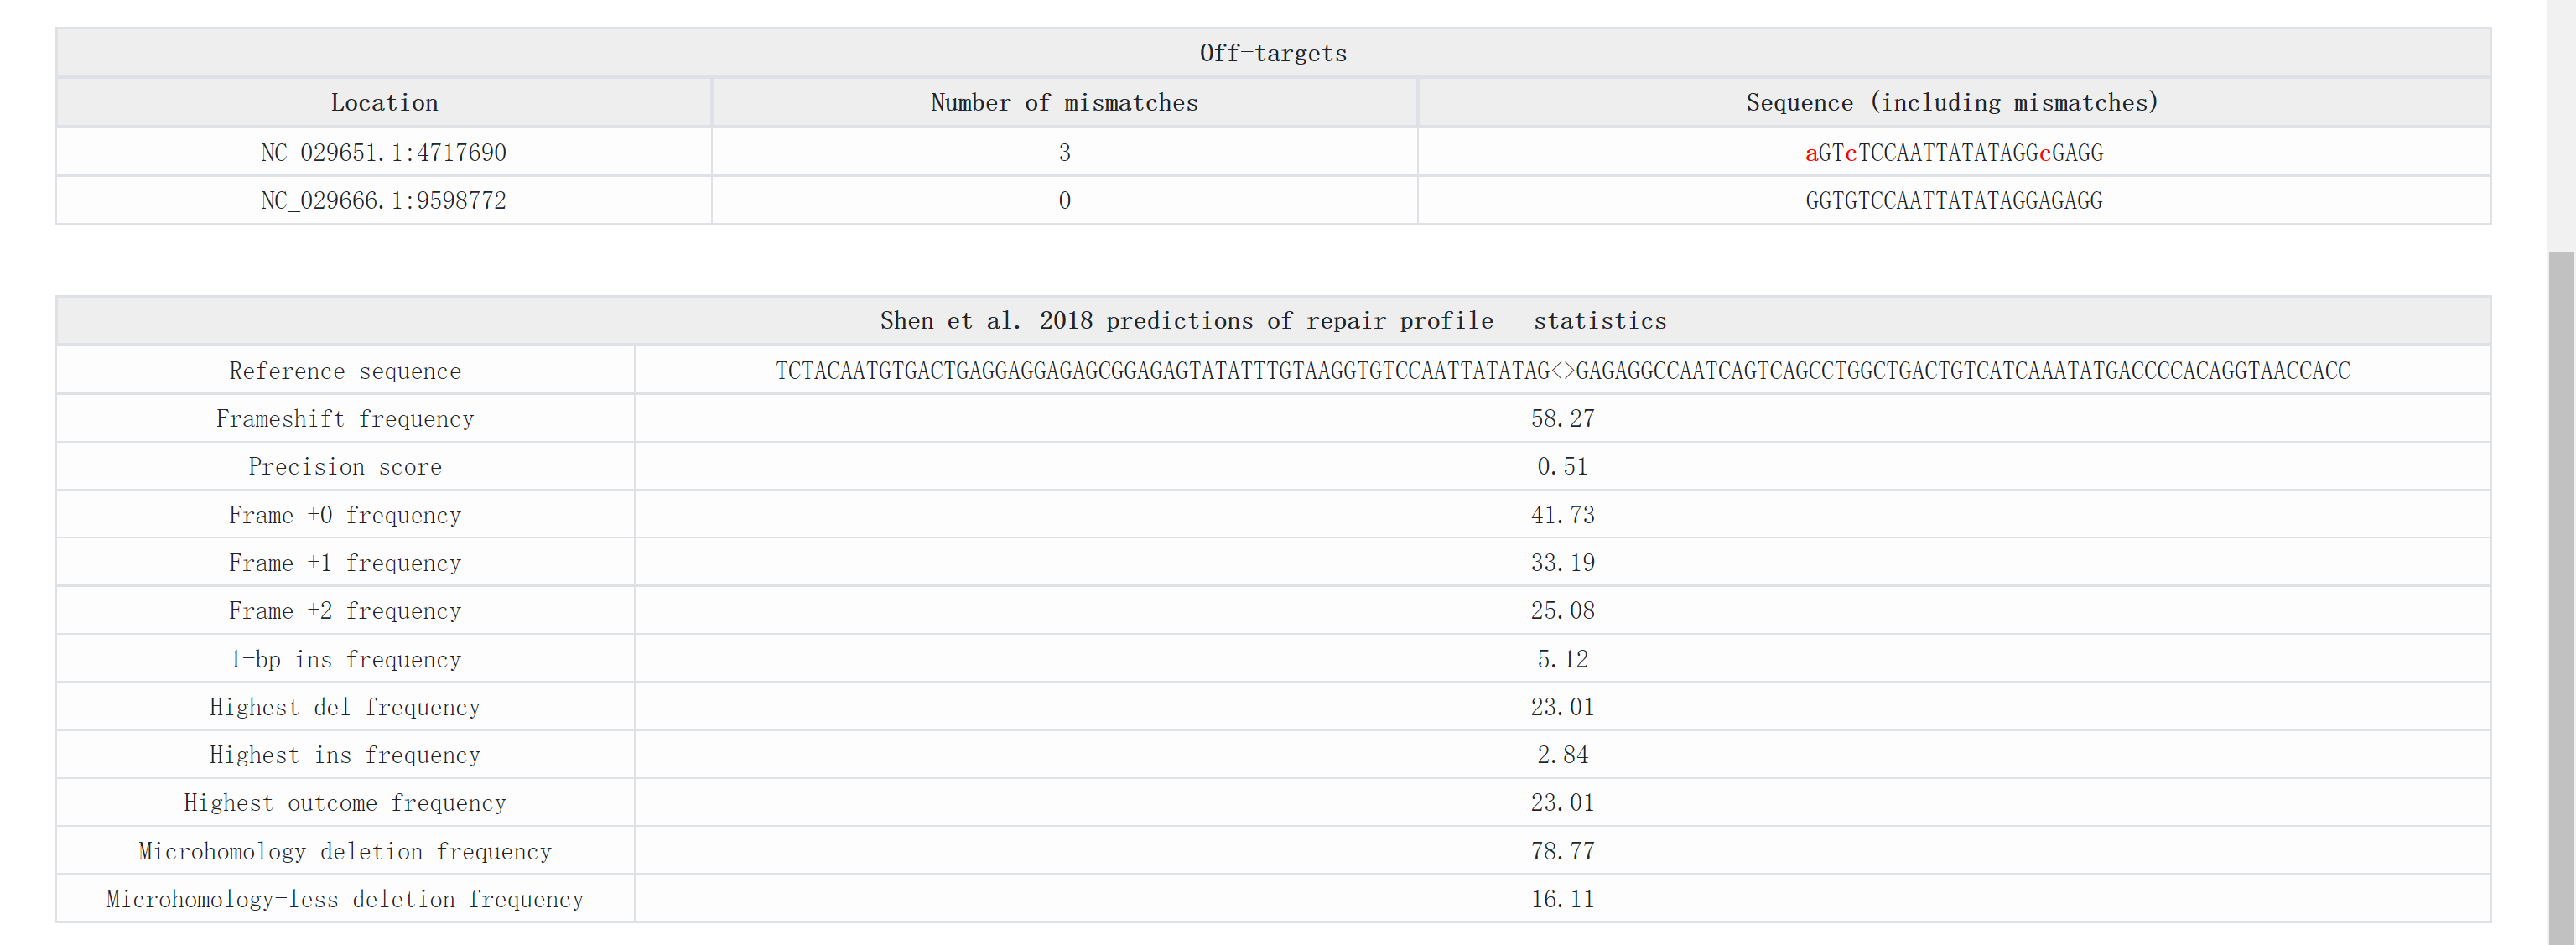 Off-targets
Location Number of mismatches Sequence (including mismatches)
NC_029651.1:4717690 3 aGTcTCCAATTATATAGGcGAGG
NC_029666.1:9598772 0 GGTGTCCAATTATATAGGAGAGG
Shen et al. 2018 predictions of repair profile - statistics
Reference sequence TCTACAATGTGACTGAGGAGGAGAGCGGAGAGTATATTTGTAAGGTGTCCAATTATATAG<>GAGAGGCCAATCAGTCAGCCTGGCTGACTGTCATCAAATATGACCCCACAGGTAACCACC
Frameshift frequency 58.27
Precision score 0.51
Frame +0 frequency 41.73
Frame +1 frequency 33.19
Frame +2 frequency 25.08
1-bp ins frequency 5.12
Highest del frequency 23.01
Highest ins frequency 2.84
Highest outcome frequency 23.01
Microhomology deletion frequency 78.77
Microhomology-less deletion frequency 16.11